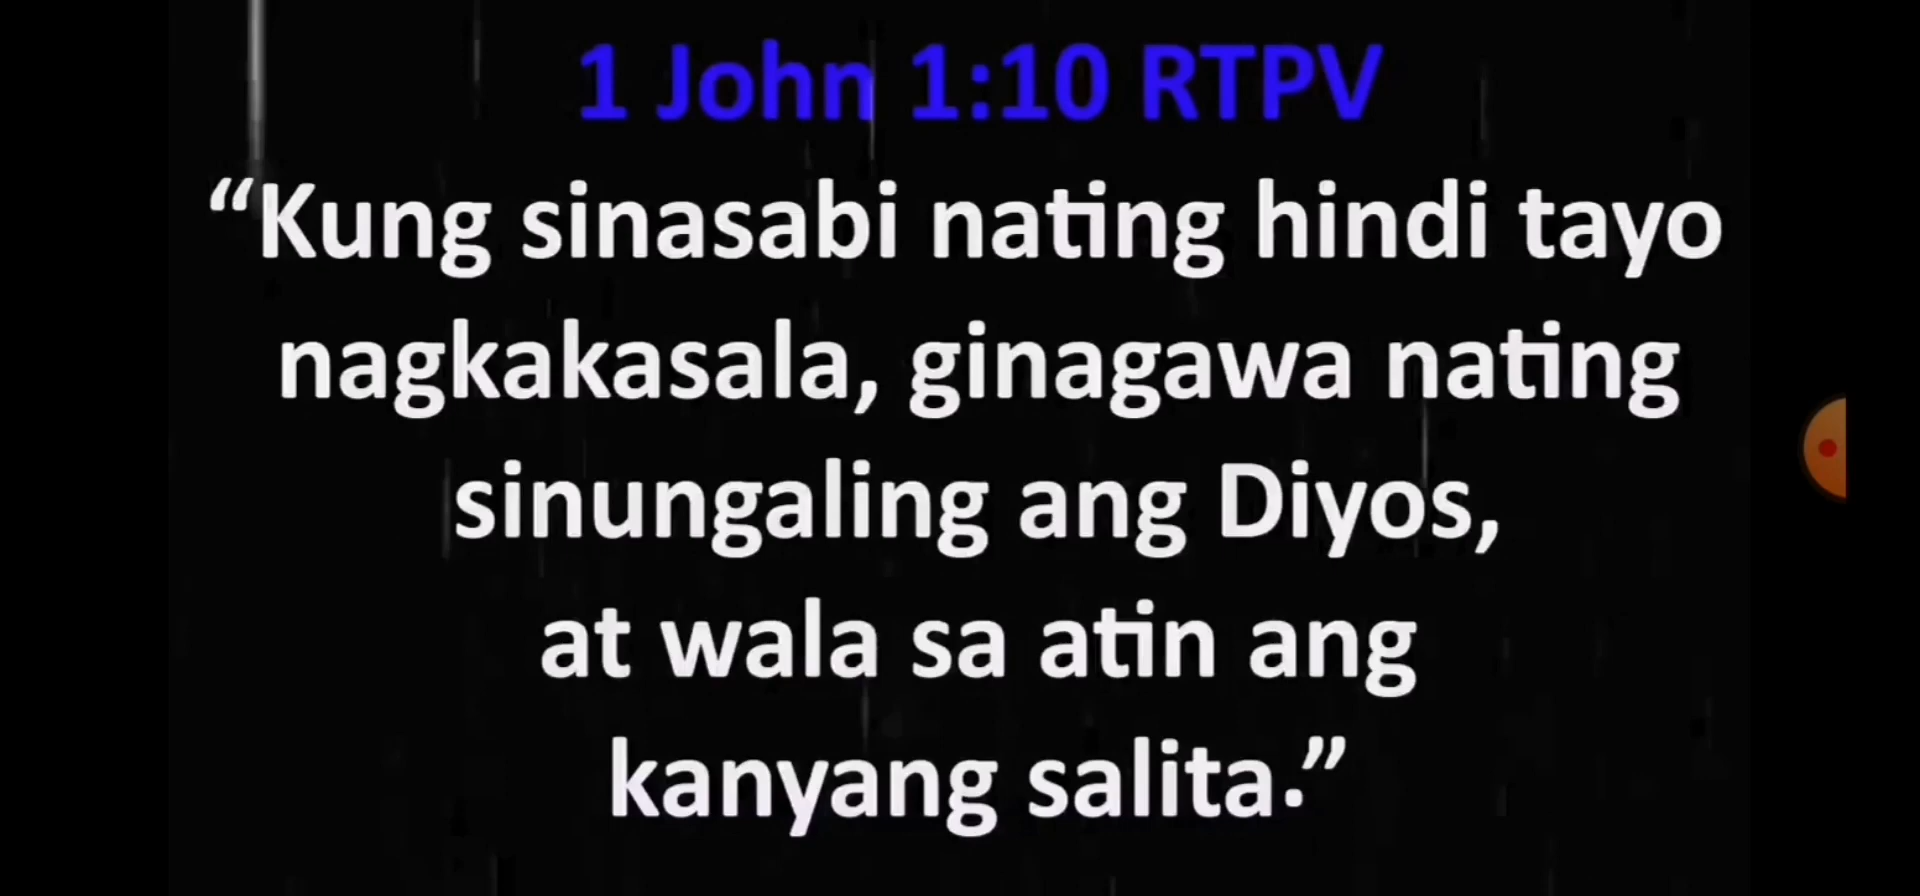 1 John 1:10 RTPV
“Kung sinasabi nating hindi tayo
nagkakasala, ginagawa nating
sinungaling ang Diyos,
at wala sa atin ang
kanyang salita.”